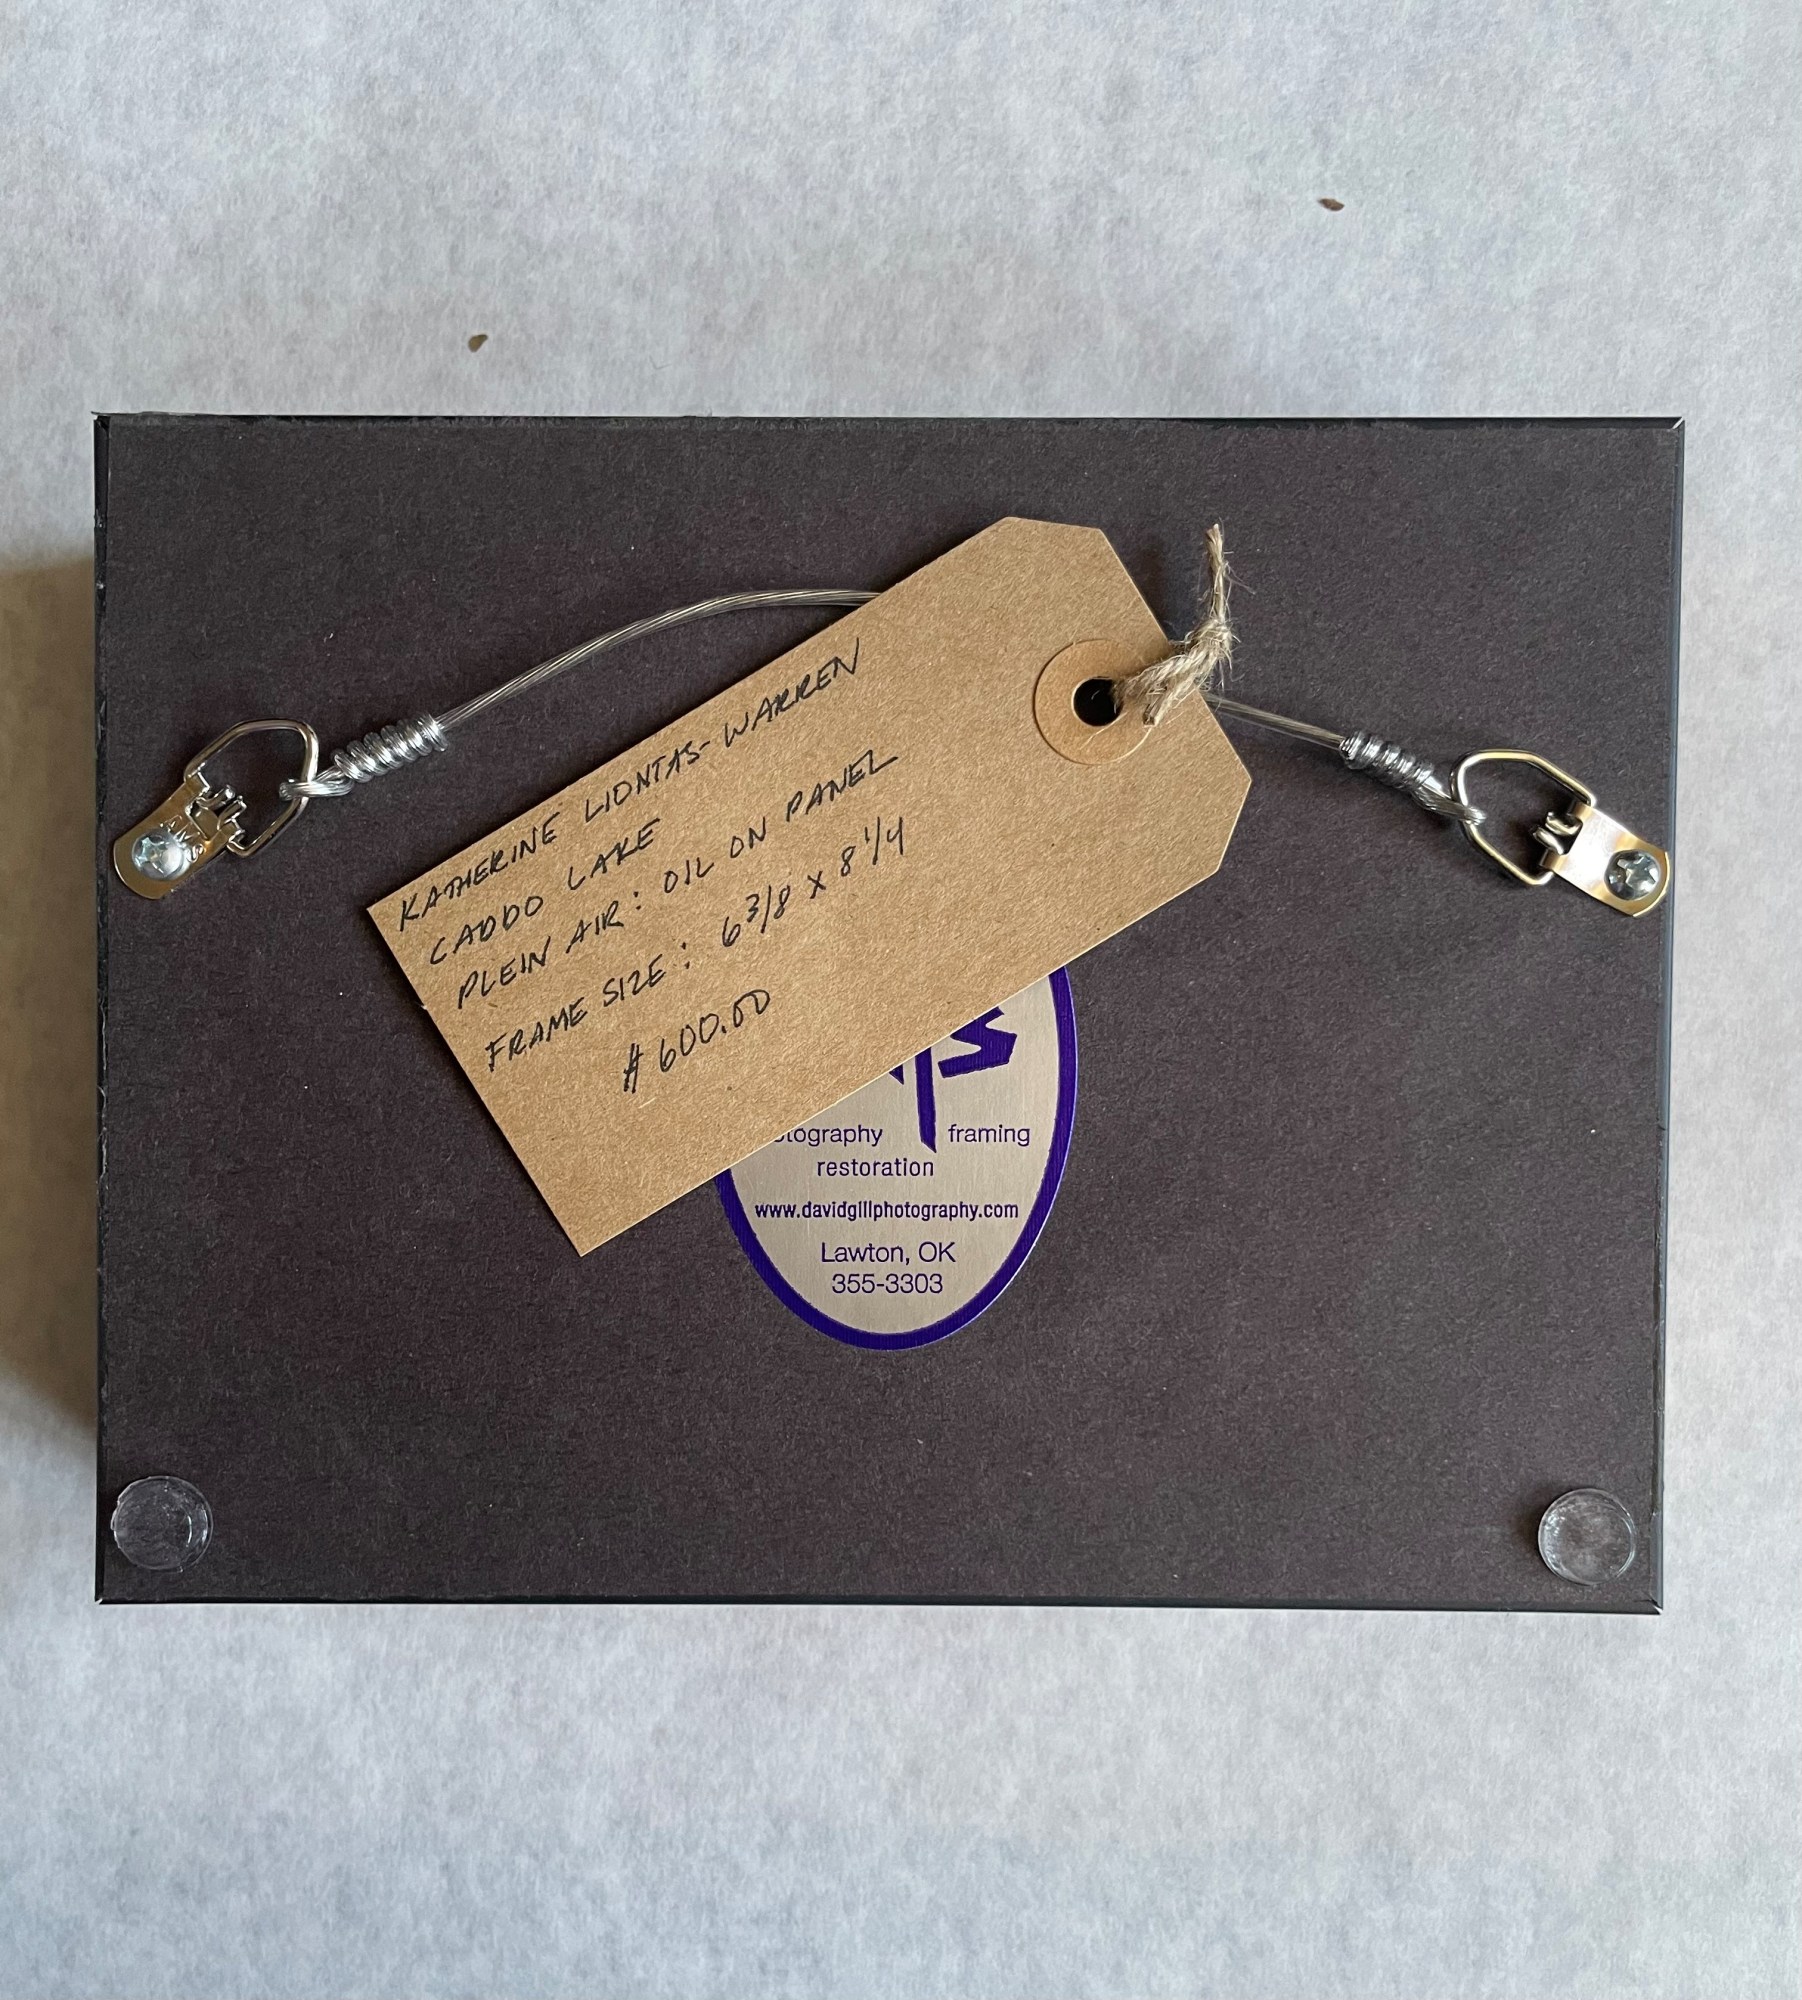 KATHERINE LIONTAS-WARREN
CADDO LAKE
PLEIN AIR: OIL ON PANEL
FRAME SIZE: 6 3/8 x 8 1/4
$600.00
framing
restoration
www.davidgillphotography.com
Lawton, OK
355-3303